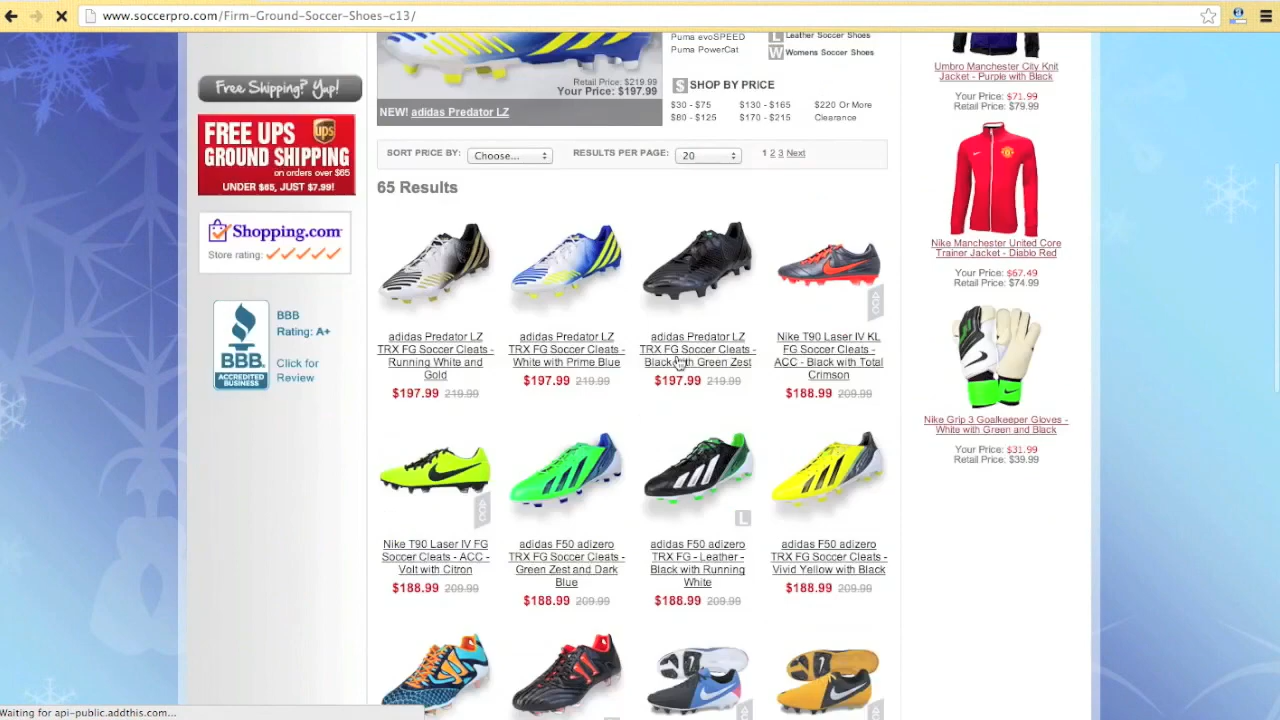 www.soccerpro.com/Firm-Ground-Soccer-Shoes-c13/
Free Shipping? Yup!
FREE UPS
GROUND SHIPPING
on orders over $65
UNDER $65, JUST $7.99!
Shopping.com
Store rating:
BBB
ACCREDITED
BUSINESS
BBB
Rating: A+
Click for
Review
Retail Price: $219.99
Your Price: $197.99
NEW! adidas Predator LZ
Puma evoSPEED
Puma PowerCat
L Leather Soccer Shoes
W Womens Soccer Shoes
$ SHOP BY PRICE
$30 - $75 $130 - $165 $220 Or More
$80 - $125 $170 - $215 Clearance
SORT PRICE BY: Choose... RESULTS PER PAGE: 20 1 2 3 Next
65 Results
adidas Predator LZ
TRX FG Soccer Cleats -
Running White and
Gold
$197.99 219.99
adidas Predator LZ
TRX FG Soccer Cleats -
White with Prime Blue
$197.99 219.99
adidas Predator LZ
TRX FG Soccer Cleats -
Black with Green Zest
$197.99 219.99
ACC
Nike T90 Laser IV KL
FG Soccer Cleats -
ACC - Black with Total
Crimson
$188.99 209.99
ACC
Nike T90 Laser IV FG
Soccer Cleats - ACC -
Volt with Citron
$188.99 209.99
adidas F50 adizero
TRX FG Soccer Cleats -
Green Zest and Dark
Blue
$188.99 209.99
L
adidas F50 adizero
TRX FG - Leather -
Black with Running
White
$188.99 209.99
adidas F50 adizero
TRX FG Soccer Cleats -
Vivid Yellow with Black
$188.99 209.99
Umbro Manchester City Knit
Jacket - Purple with Black
Your Price: $71.99
Retail Price: $79.99
Nike Manchester United Core
Trainer Jacket - Diablo Red
Your Price: $67.49
Retail Price: $74.99
Nike Grip 3 Goalkeeper Gloves -
White with Green and Black
Your Price: $31.99
Retail Price: $39.99
Waiting for api-public.addthis.com...